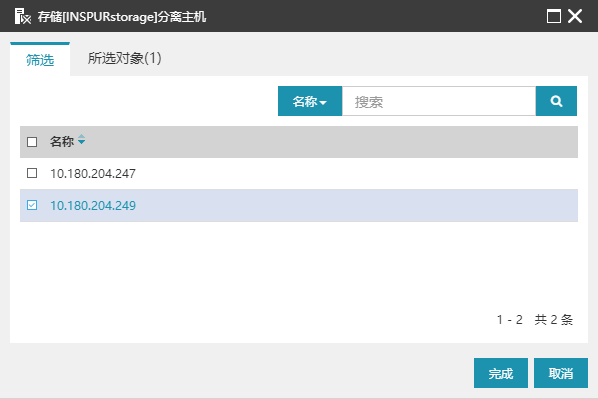 存储[INSPURstorage]分离主机
筛选 所选对象(1)
名称 搜索
名称
10.180.204.247
10.180.204.249
1 - 2 共 2 条
完成 取消